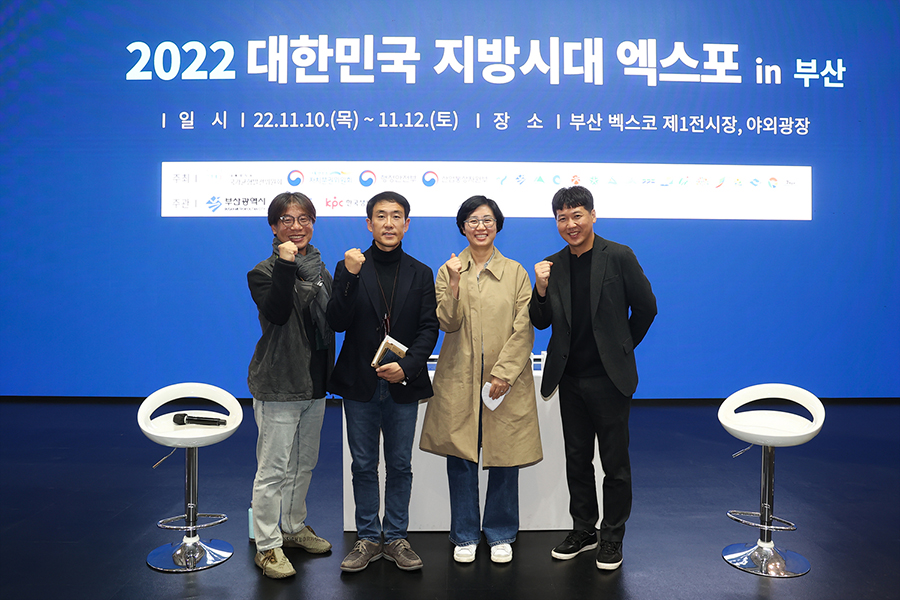 2022 대한민국 지방시대 엑스포 in 부산
| 일 시 | 22.11.10.(목) ~ 11.12.(토) | 장 소 | 부산 벡스코 제1전시장, 야외광장
주최 |
주관 | 부산광역시 kpc